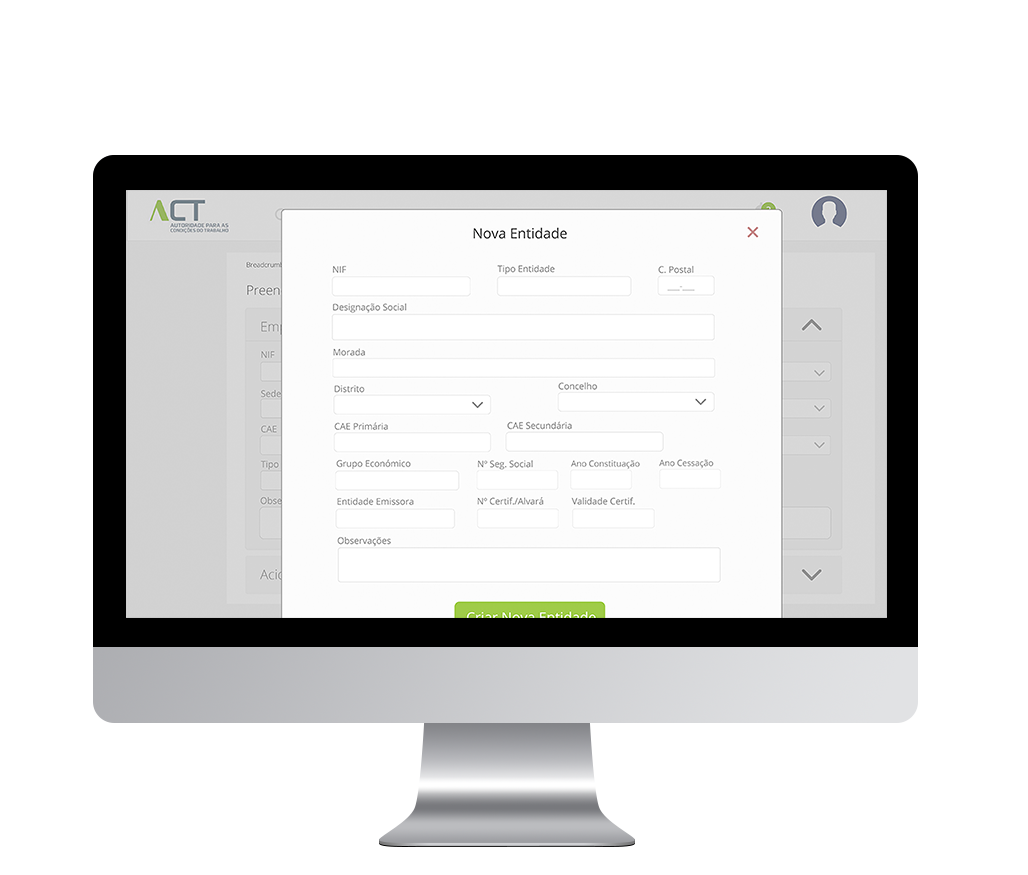 ACT
AUTORIDADE PARA AS
CONDIÇÕES DO TRABALHO
Nova Entidade
NIF
Tipo Entidade
C. Postal
____-___
Designação Social
Morada
Distrito
Concelho
CAE Primária
CAE Secundária
Grupo Económico
Nº Seg. Social
Ano Constituação
Ano Cessação
Entidade Emissora
Nº Certif./Alvará
Validade Certif.
Observações
Criar Nova Entidade
Breadcrumb
Preen
Emp
NIF
Sede
CAE
Tipo
Obse
Acid